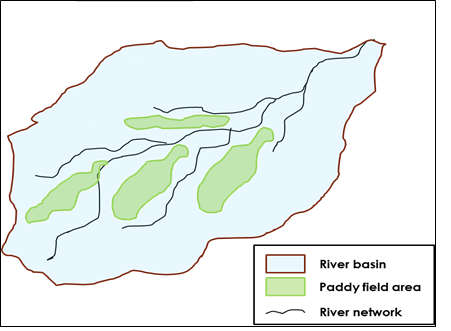 River basin
Paddy field area
River network